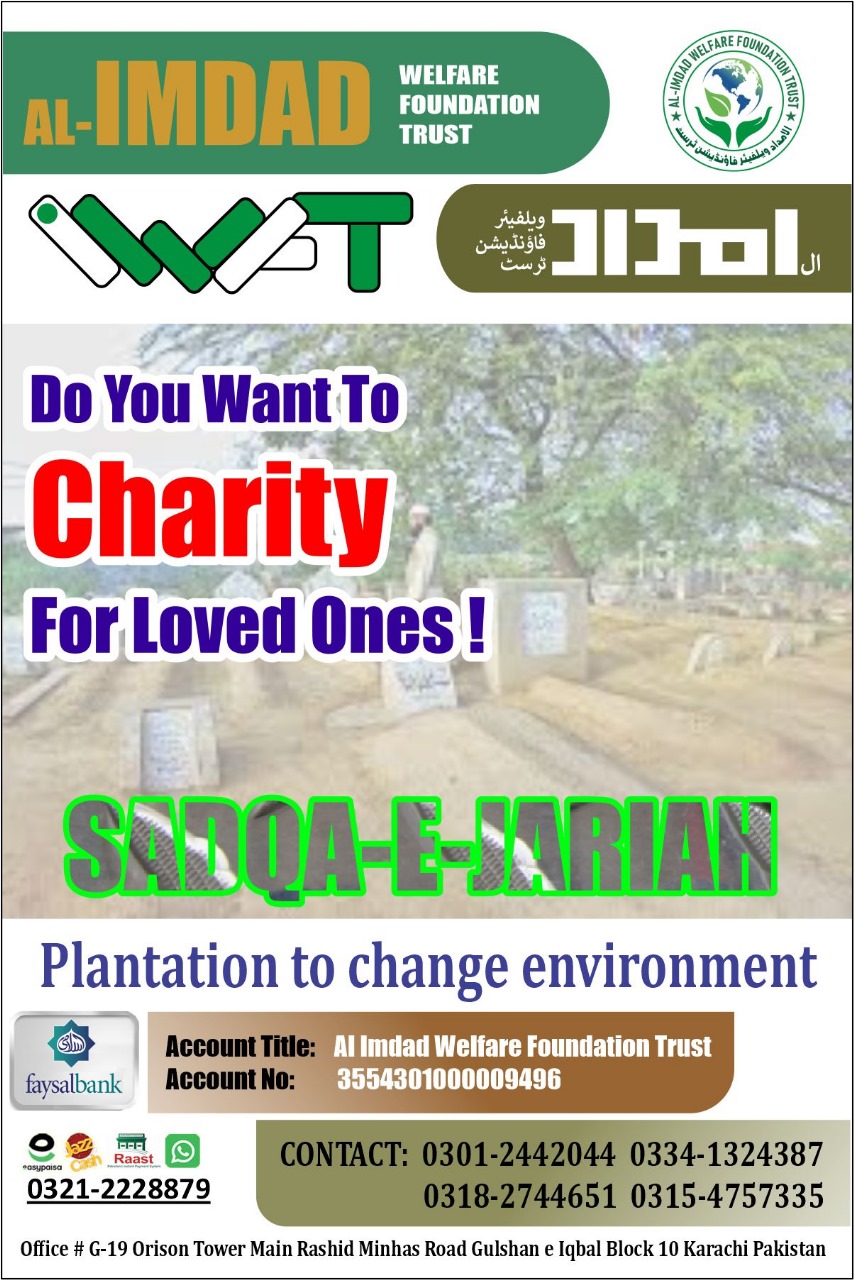 AL-IMDAD
WELFARE
FOUNDATION
TRUST
AL-IMDAD WELFARE FOUNDATION TRUST
الامداد ویلفیئر فاؤنڈیشن ٹرسٹ
iWFT
ال امداد
ویلفیئر
فاؤنڈیشن
ٹرسٹ
Do You Want To
Charity
For Loved Ones !
SADQA-E-JARIAH
Plantation to change environment
faysalbank
Account Title: Al Imdad Welfare Foundation Trust
Account No: 3554301000009496
easypaisa
Jazz
Cash
Raast
0321-2228879
CONTACT: 0301-2442044 0334-1324387
0318-2744651 0315-4757335
Office # G-19 Orison Tower Main Rashid Minhas Road Gulshan e Iqbal Block 10 Karachi Pakistan